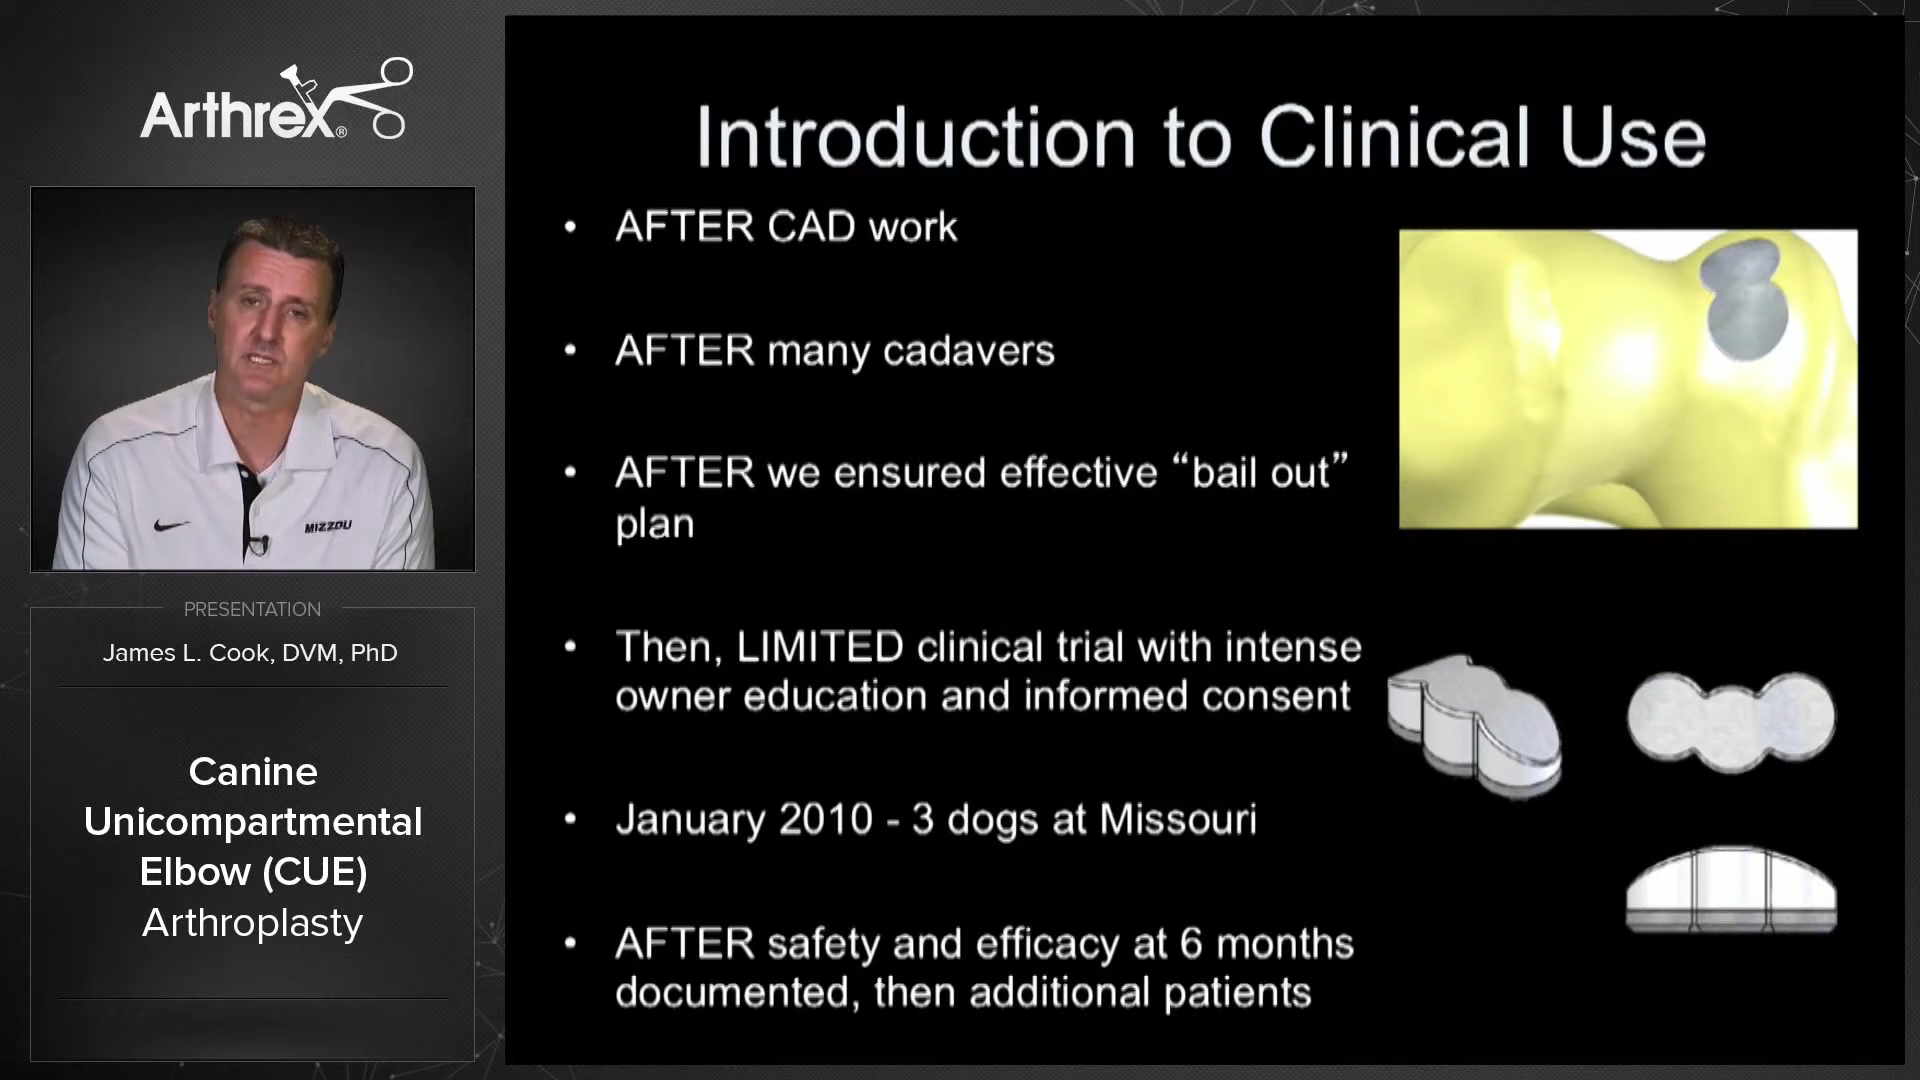 Arthrex®
MIZZOU
PRESENTATION
James L. Cook, DVM, PhD
Canine
Unicompartmental
Elbow (CUE)
Arthroplasty
Introduction to Clinical Use
• AFTER CAD work
• AFTER many cadavers
• AFTER we ensured effective “bail out”
plan
• Then, LIMITED clinical trial with intense
owner education and informed consent
• January 2010 - 3 dogs at Missouri
• AFTER safety and efficacy at 6 months
documented, then additional patients